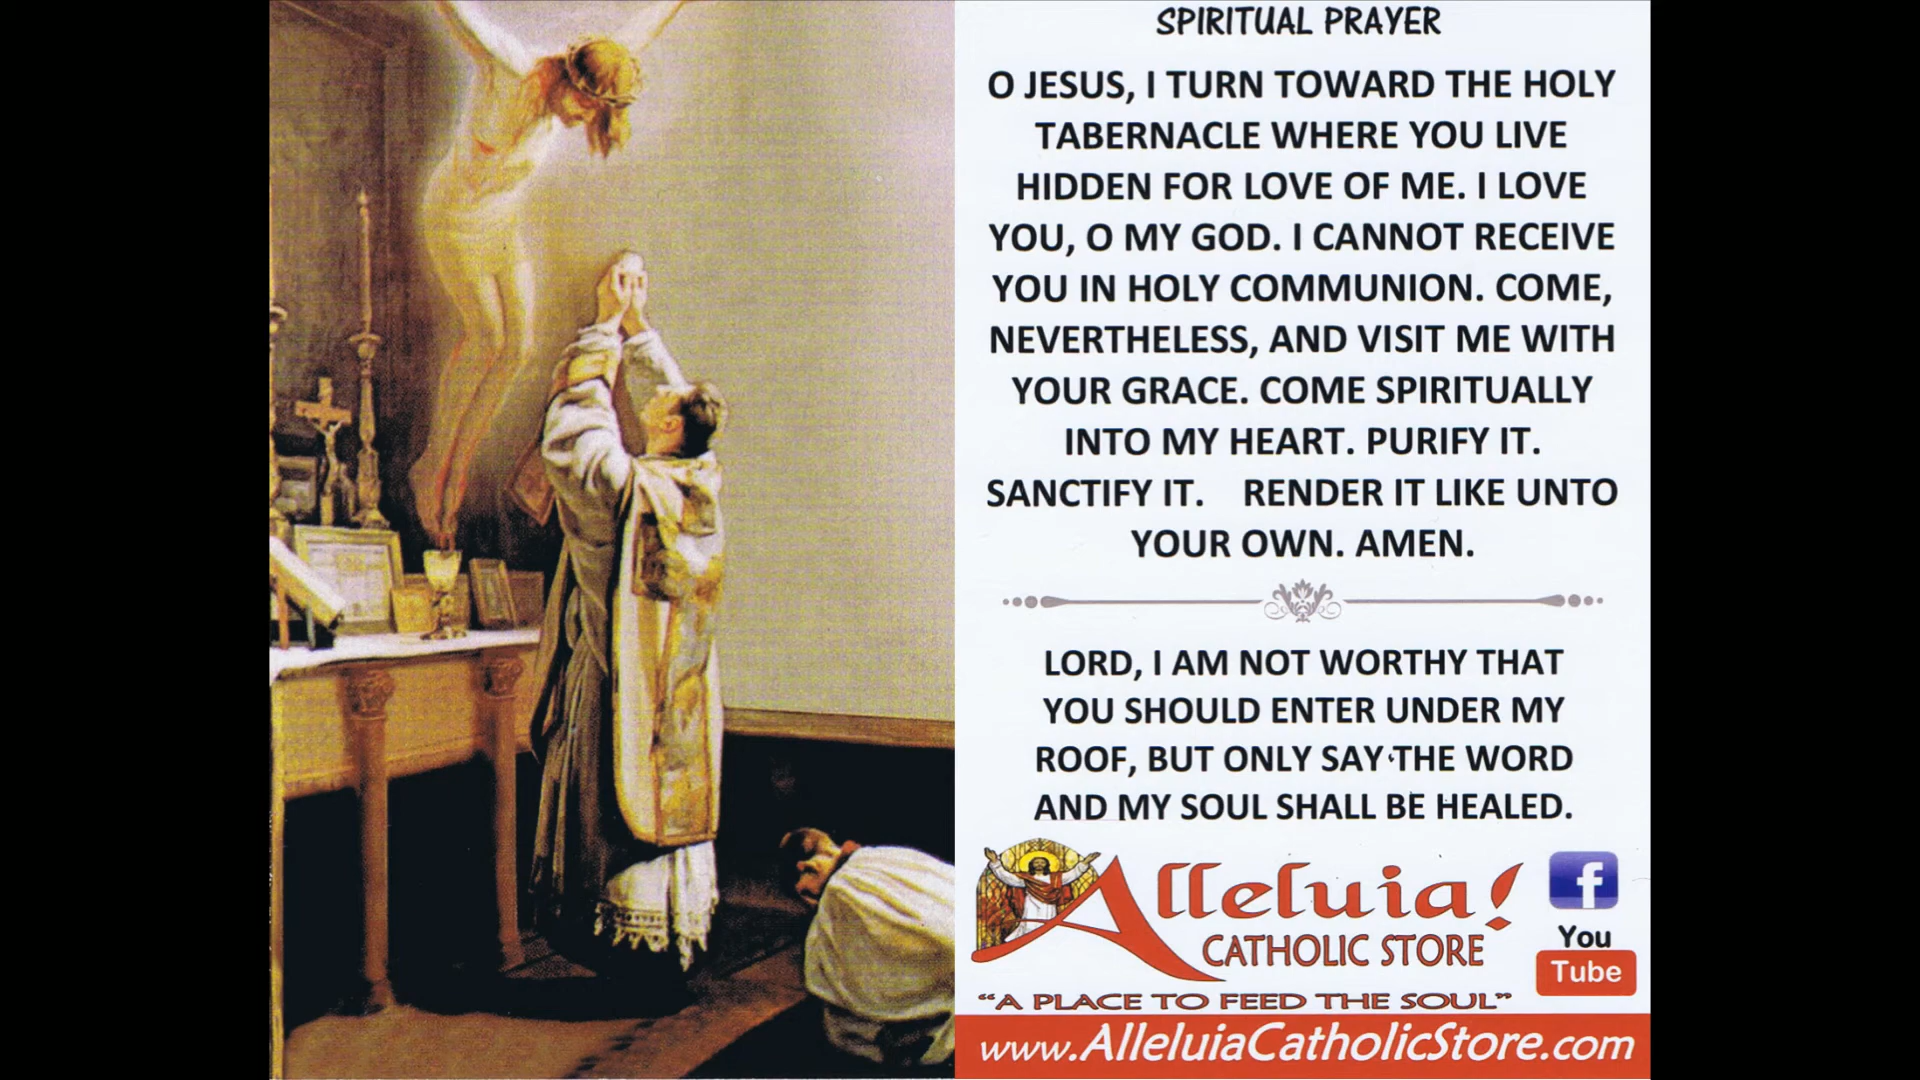 SPIRITUAL PRAYER
O JESUS, I TURN TOWARD THE HOLY
TABERNACLE WHERE YOU LIVE
HIDDEN FOR LOVE OF ME. I LOVE
YOU, O MY GOD. I CANNOT RECEIVE
YOU IN HOLY COMMUNION. COME,
NEVERTHELESS, AND VISIT ME WITH
YOUR GRACE. COME SPIRITUALLY
INTO MY HEART. PURIFY IT.
SANCTIFY IT. RENDER IT LIKE UNTO
YOUR OWN. AMEN.
LORD, I AM NOT WORTHY THAT
YOU SHOULD ENTER UNDER MY
ROOF, BUT ONLY SAY THE WORD
AND MY SOUL SHALL BE HEALED.
Alleluia!
CATHOLIC STORE
"A PLACE TO FEED THE SOUL"
f
You
Tube
www.AlleluiaCatholicStore.com